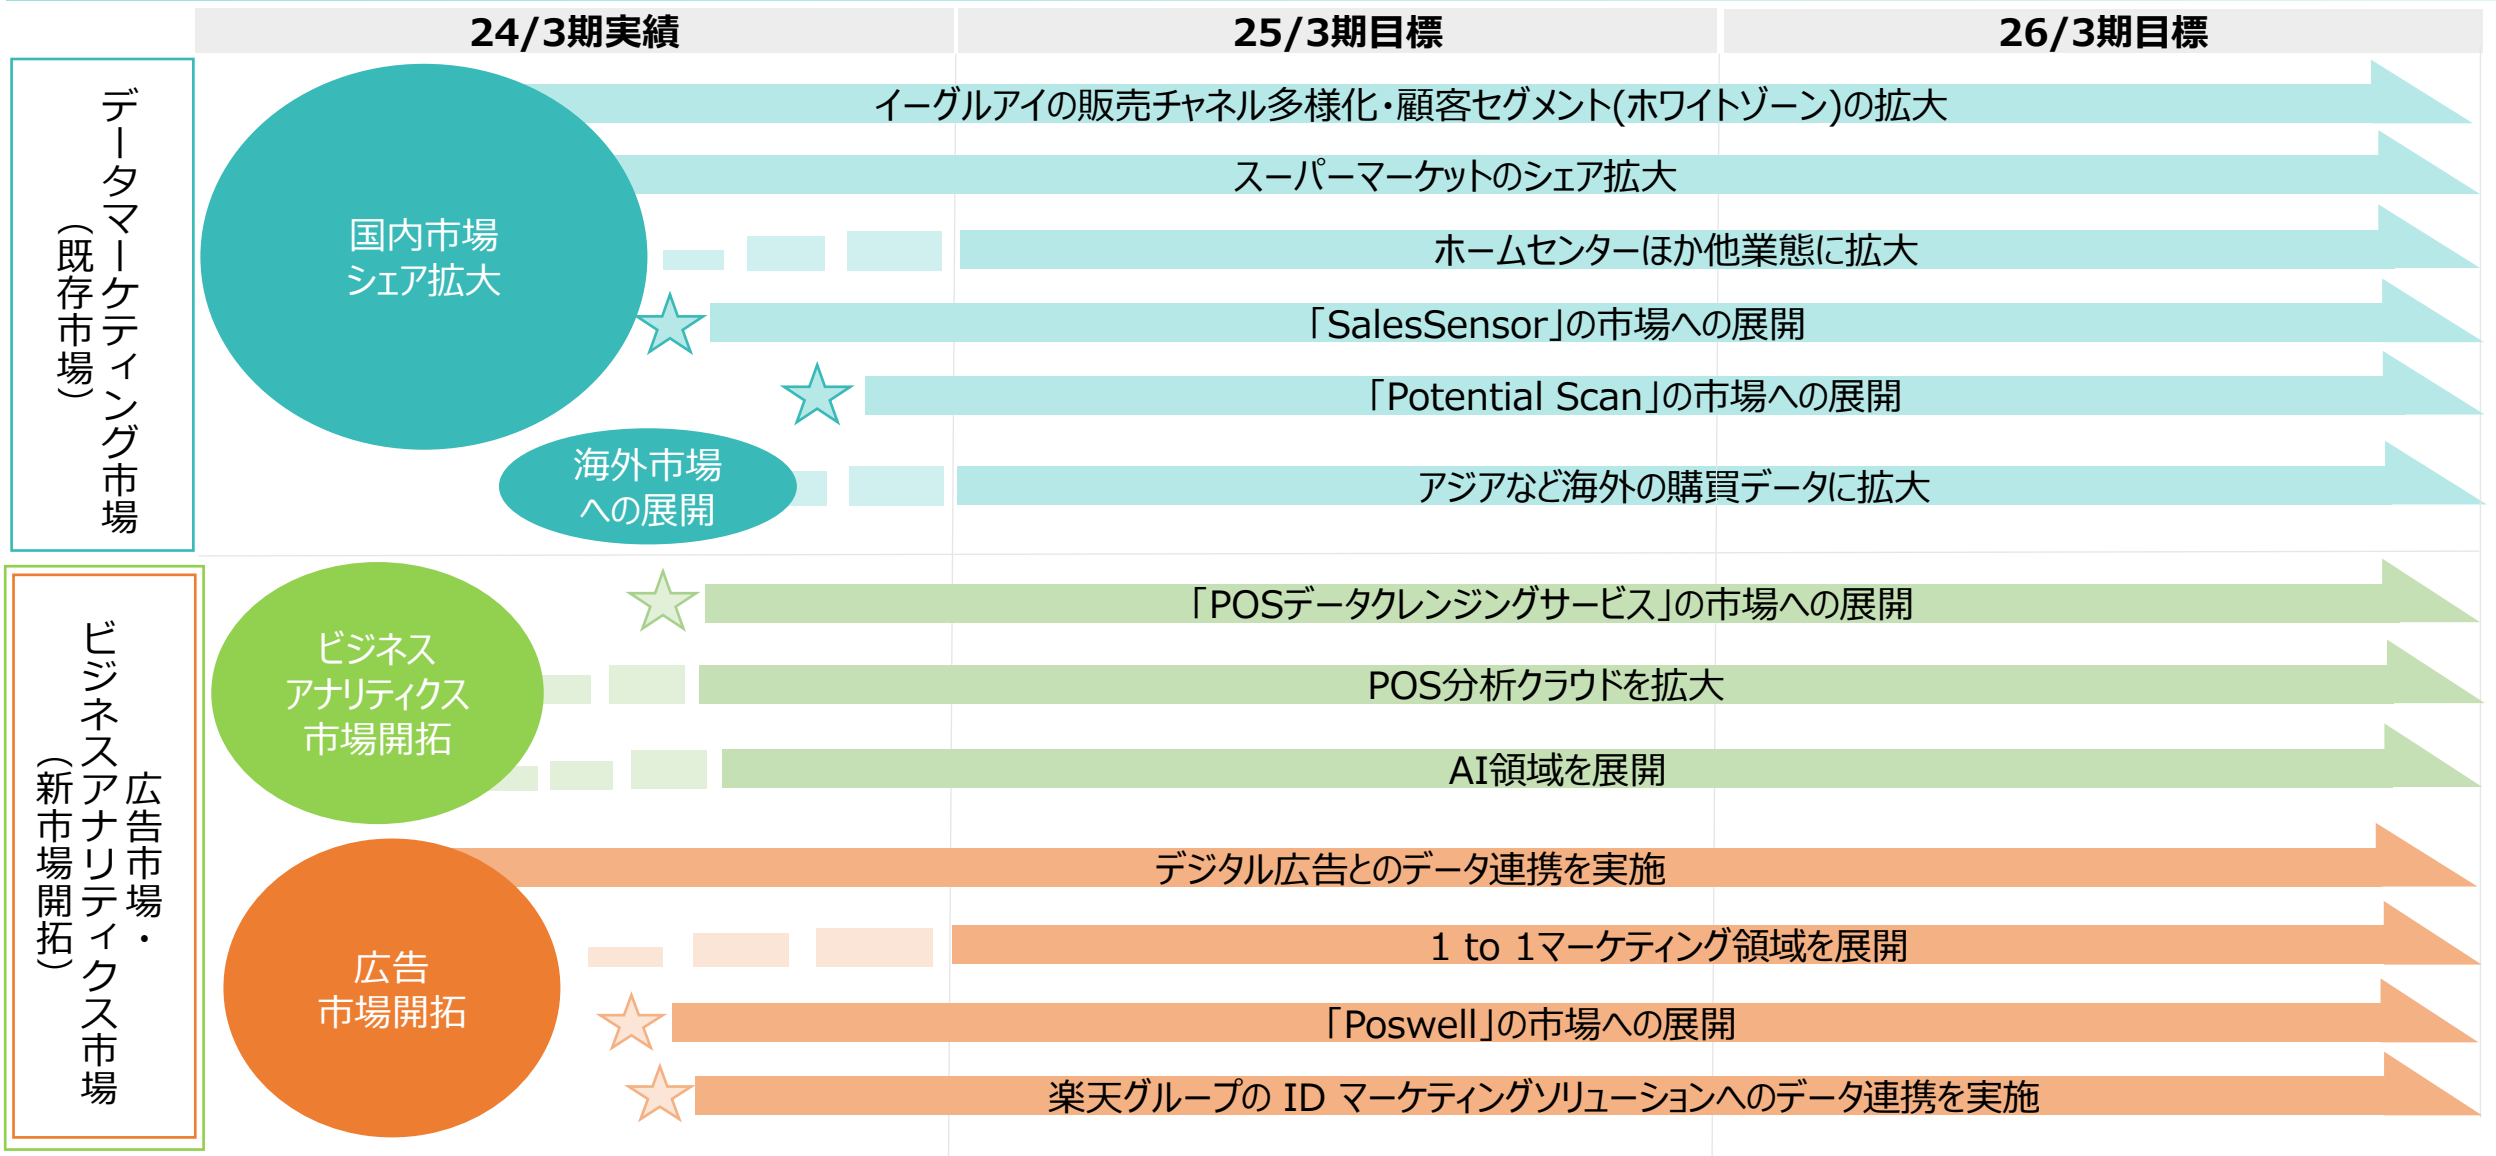 24/3期実績
25/3期目標
26/3期目標
データマーケティング市場
（既存市場）
国内市場
シェア拡大
イーグルアイの販売チャネル多様化・顧客セグメント(ホワイトゾーン)の拡大
スーパーマーケットのシェア拡大
ホームセンターほか他業態に拡大
「SalesSensor」の市場への展開
「Potential Scan」の市場への展開
海外市場
への展開
アジアなど海外の購買データに拡大
広告市場・
ビジネスアナリティクス市場
（新市場開拓）
ビジネス
アナリティクス
市場開拓
「POSデータクレンジングサービス」の市場への展開
POS分析クラウドを拡大
AI領域を展開
広告
市場開拓
デジタル広告とのデータ連携を実施
1 to 1マーケティング領域を展開
「Poswell」の市場への展開
楽天グループの ID マーケティングソリューションへのデータ連携を実施